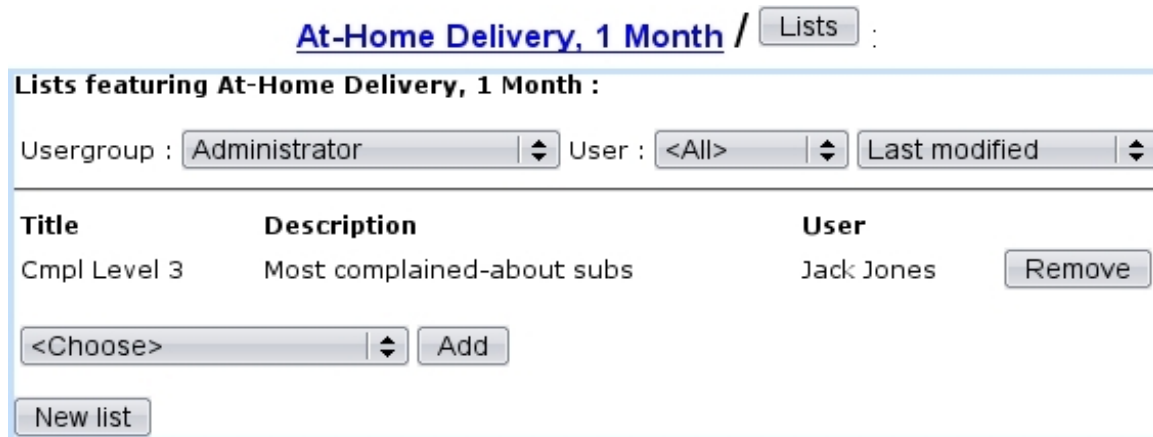 At-Home Delivery, 1 Month / Lists :
Lists featuring At-Home Delivery, 1 Month :
Usergroup : Administrator User : <All> Last modified
Title Description User
Cmpl Level 3 Most complained-about subs Jack Jones Remove
<Choose> Add
New list